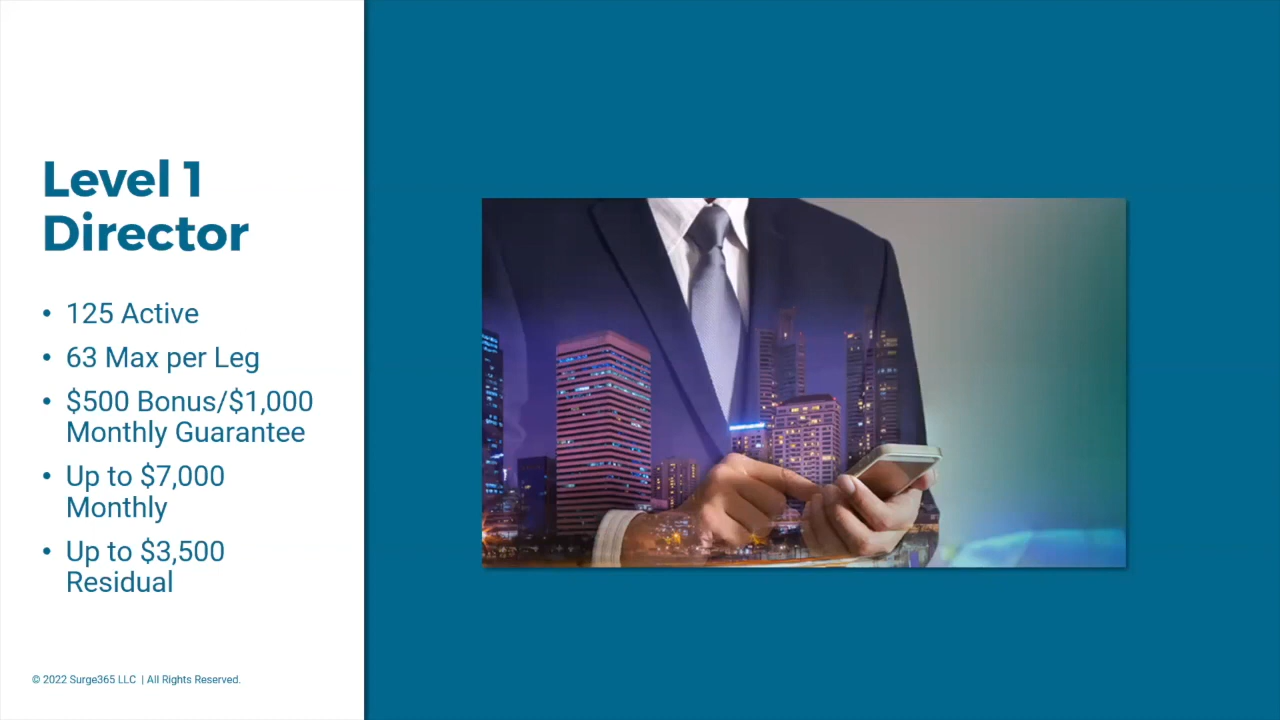 Level 1
Director
• 125 Active
• 63 Max per Leg
• $500 Bonus/$1,000
Monthly Guarantee
• Up to $7,000
Monthly
• Up to $3,500
Residual
© 2022 Surge365 LLC | All Rights Reserved.